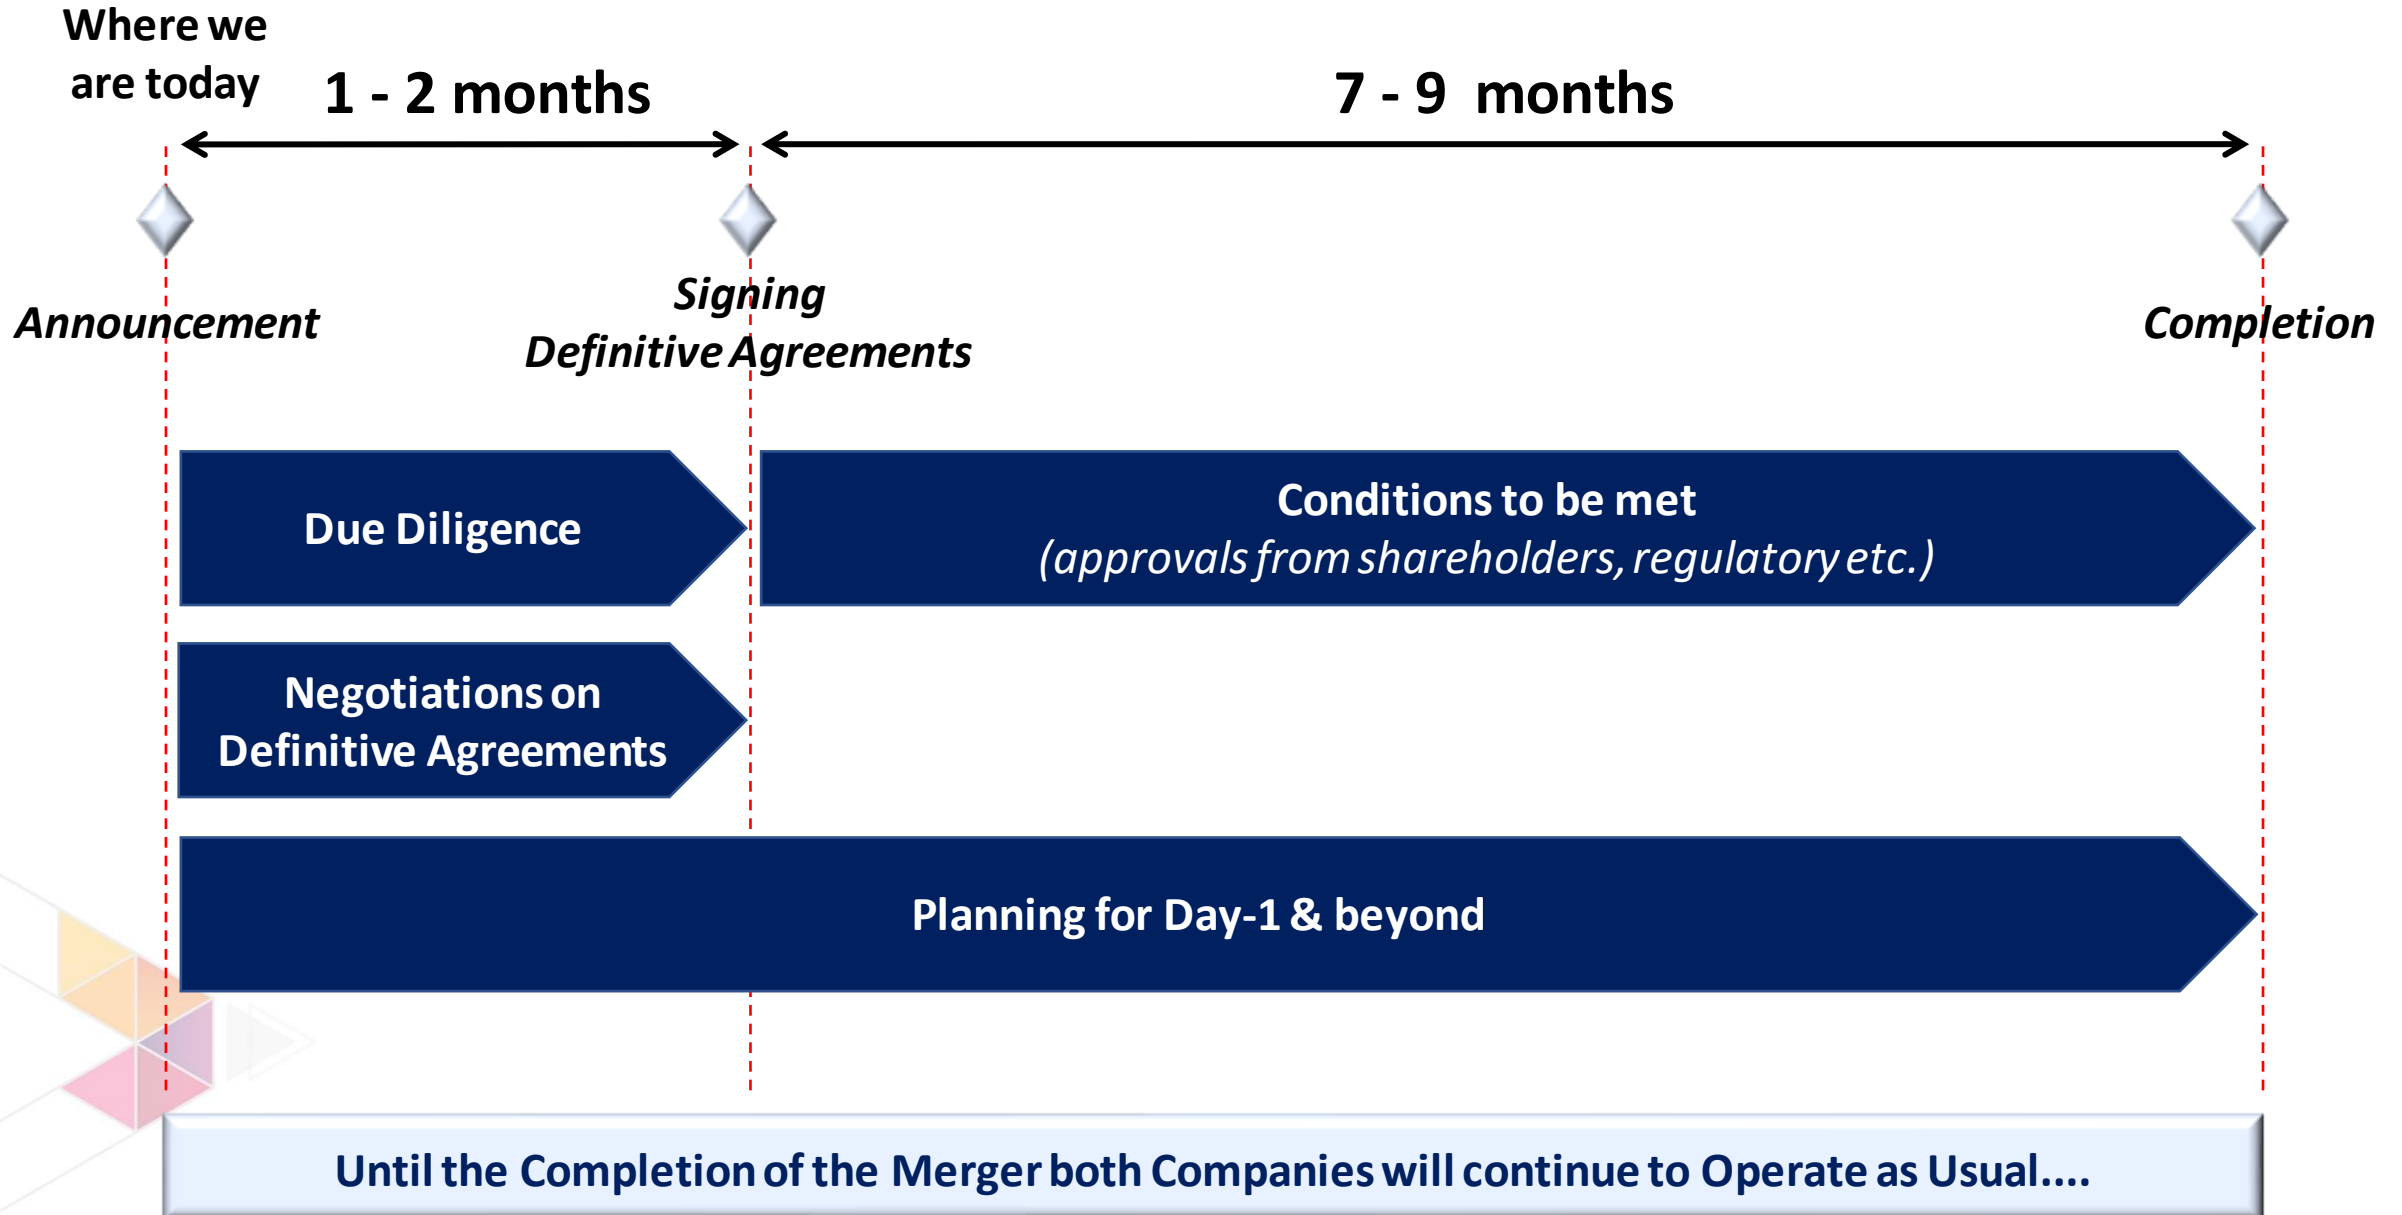 Where we
are today
1 - 2 months
7 - 9 months
Announcement
Signing
Definitive Agreements
Completion
Due Diligence
Conditions to be met
(approvals from shareholders, regulatory etc.)
Negotiations on
Definitive Agreements
Planning for Day-1 & beyond
Until the Completion of the Merger both Companies will continue to Operate as Usual....